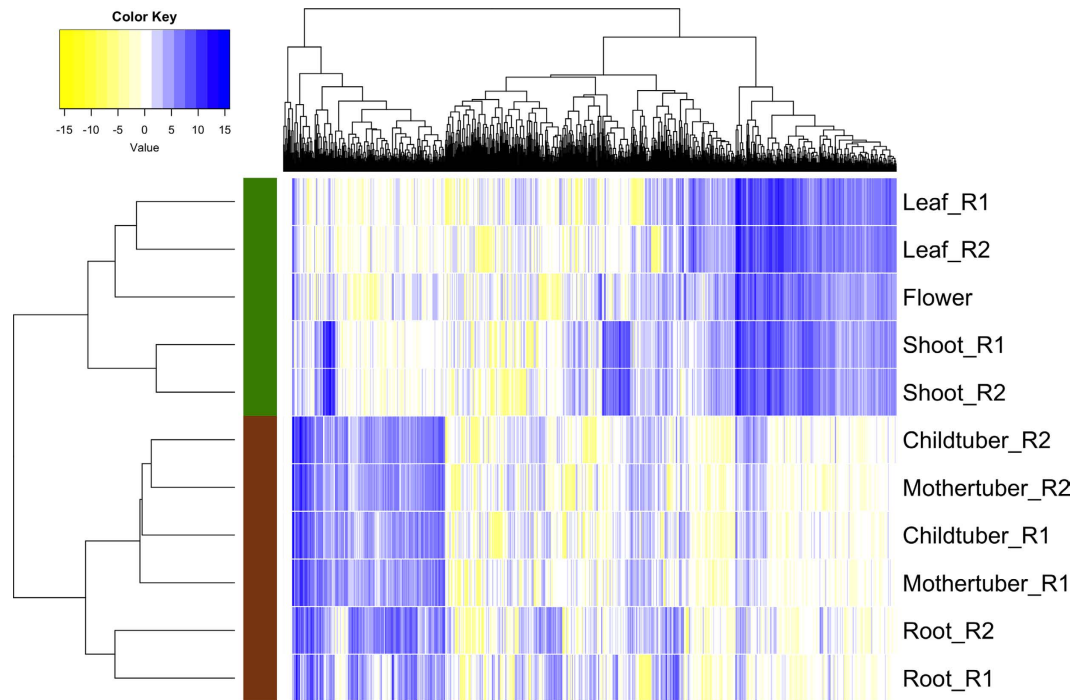 Color Key
-15 -10 -5 0 5 10 15
Value
Leaf_R1
Leaf_R2
Flower
Shoot_R1
Shoot_R2
Childtuber_R2
Mothertuber_R2
Childtuber_R1
Mothertuber_R1
Root_R2
Root_R1